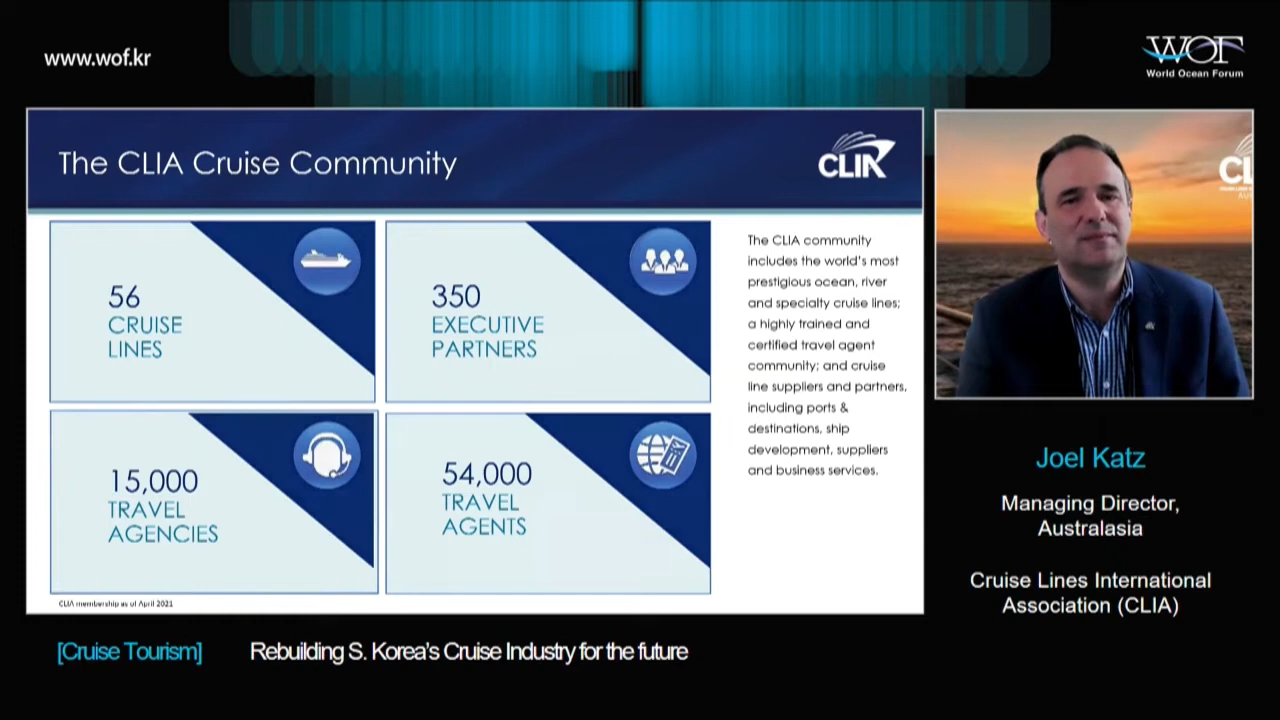 www.wof.kr
WOF
World Ocean Forum
The CLIA Cruise Community
CLIA
56
CRUISE
LINES
350
EXECUTIVE
PARTNERS
15,000
TRAVEL
AGENCIES
54,000
TRAVEL
AGENTS
The CLIA community
includes the world's most
prestigious ocean, river
and specialty cruise lines;
a highly trained and
certified travel agent
community; and cruise
line suppliers and partners,
including ports &
destinations, ship
development, suppliers
and business services.
CLIA membership as of April 2021
CL
Joel Katz
Managing Director,
Australasia
Cruise Lines International
Association (CLIA)
[Cruise Tourism] Rebuilding S. Korea's Cruise Industry for the future